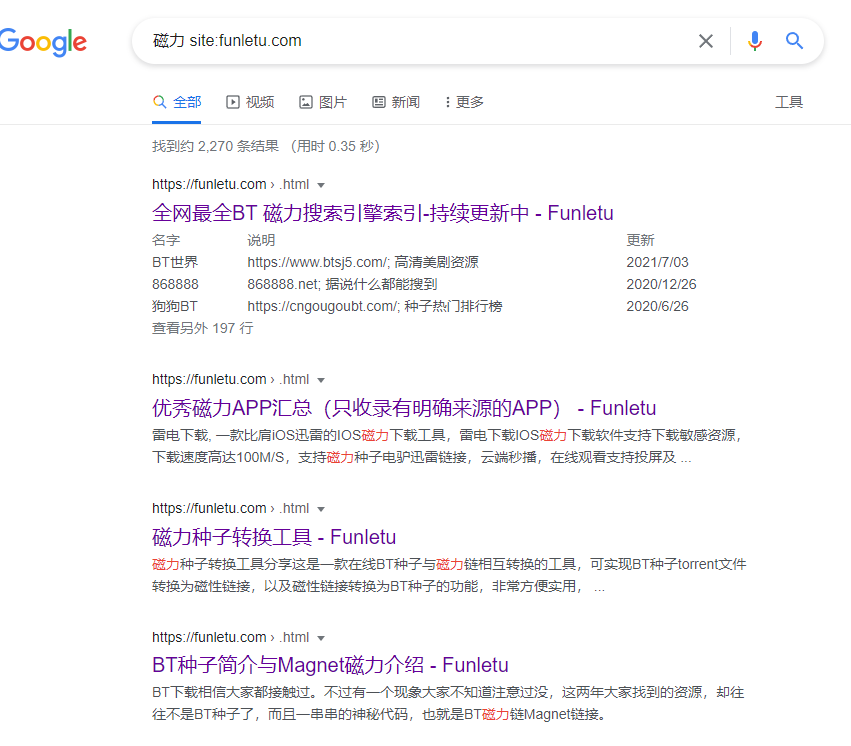 Google
磁力 site:funletu.com
全部 视频 图片 新闻 更多 工具
找到约 2,270 条结果 （用时 0.35 秒）
https://funletu.com › .html
全网最全BT 磁力搜索引擎索引-持续更新中 - Funletu
名字 说明 更新
BT世界 https://www.btsj5.com/; 高清美剧资源 2021/7/03
868888 868888.net; 据说什么都能搜到 2020/12/26
狗狗BT https://cngougoubt.com/; 种子热门排行榜 2020/6/26
查看另外 197 行
https://funletu.com › .html
优秀磁力APP汇总（只收录有明确来源的APP） - Funletu
雷电下载, 一款比肩iOS迅雷的IOS磁力下载工具，雷电下载IOS磁力下载软件支持下载敏感资源，
下载速度高达100M/S，支持磁力种子电驴迅雷链接，云端秒播，在线观看支持投屏及 ...
https://funletu.com › .html
磁力种子转换工具 - Funletu
磁力种子转换工具分享这是一款在线BT种子与磁力链相互转换的工具，可实现BT种子torrent文件
转换为磁性链接，以及磁性链接转换为BT种子的功能，非常方便实用， ...
https://funletu.com › .html
BT种子简介与Magnet磁力介绍 - Funletu
BT下载相信大家都接触过。不过有一个现象大家不知道注意过没，这两年大家找到的资源，却往
往不是BT种子了，而且一串串的神秘代码，也就是BT磁力链Magnet链接。